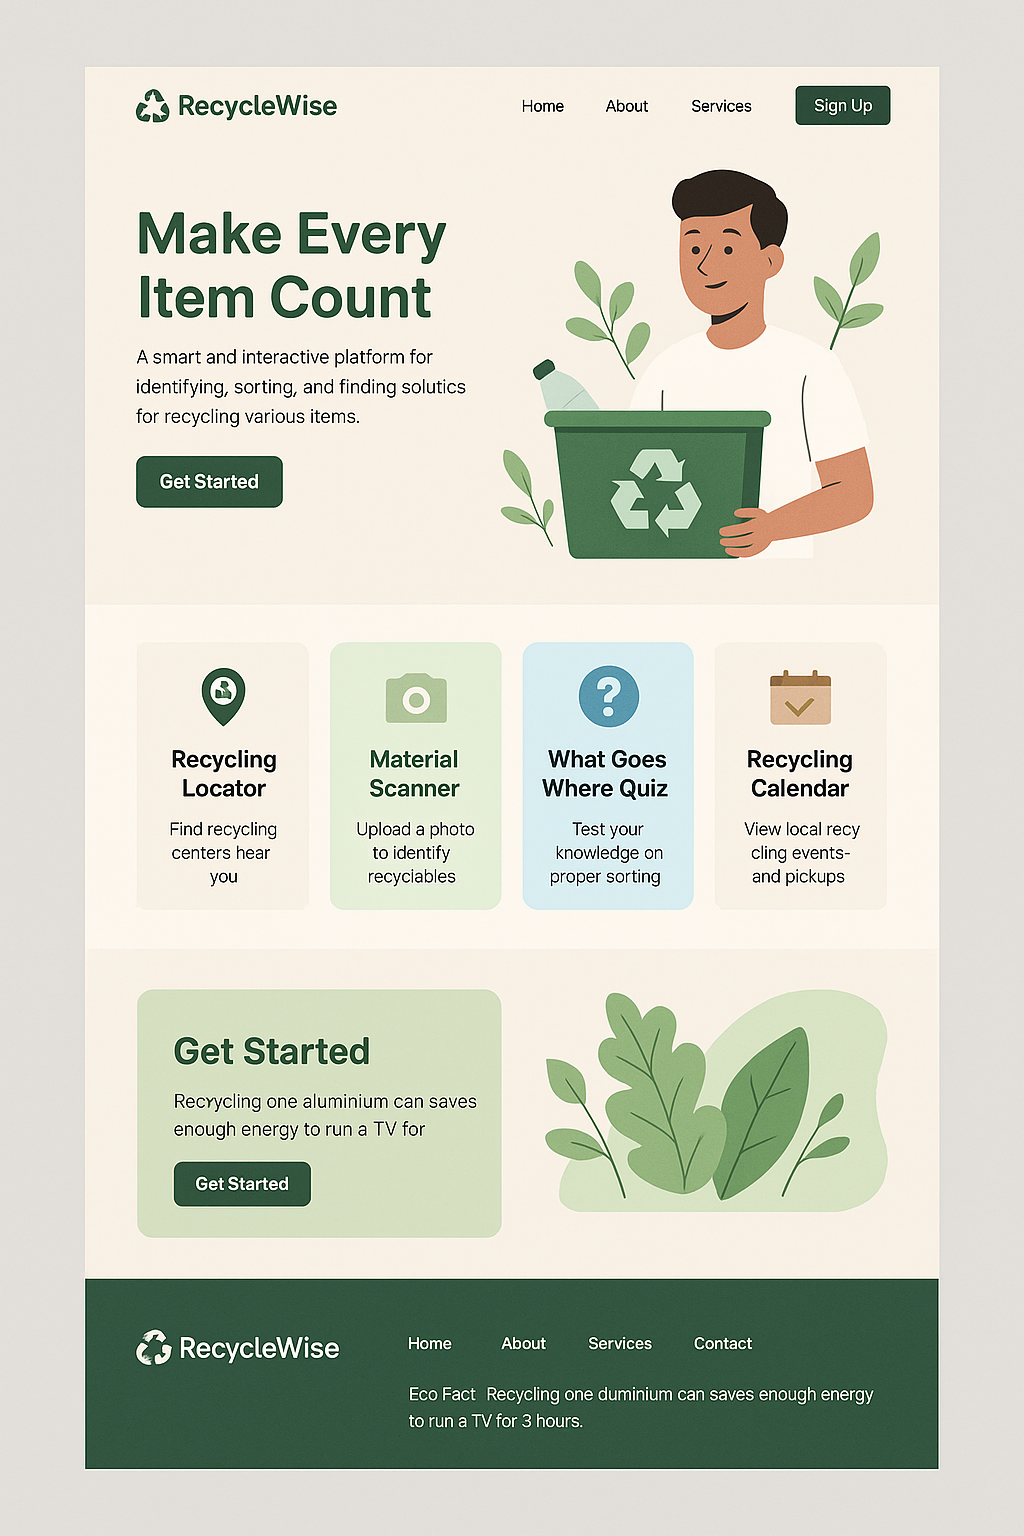 RecycleWise
Home About Services Sign Up
Make Every
Item Count
A smart and interactive platform for
identifying, sorting, and finding solutics
for recycling various items.
Get Started
Recycling
Locator
Find recycling
centers hear
you
Material
Scanner
Upload a photo
to identify
recyciables
What Goes
Where Quiz
Test your
knowledge on
proper sorting
Recycling
Calendar
View local recy
cling events-
and pickups
Get Started
Recrycling one aluminium can saves
enough energy to run a TV for
Get Started
RecycleWise
Home About Services Contact
Eco Fact Recycling one duminium can saves enough energy
to run a TV for 3 hours.